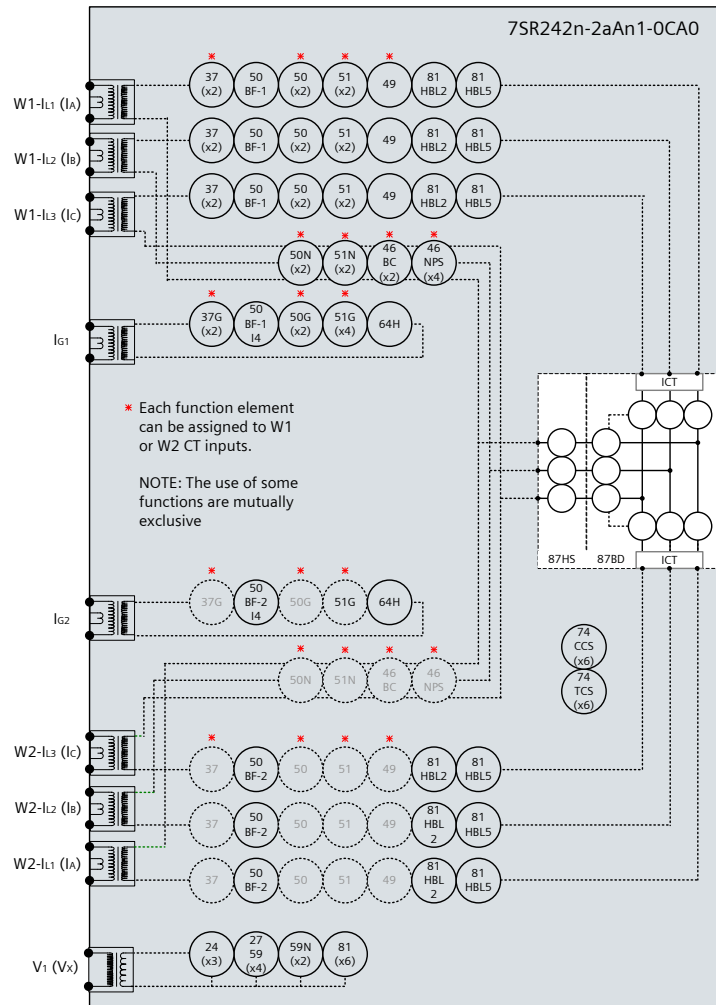 7SR242n-2aAn1-0CA0
W1-IL1 (IA)
37 (x2) 50 BF-1 50 (x2) 51 (x2) 49 81 HBL2 81 HBL5
W1-IL2 (IB)
37 (x2) 50 BF-1 50 (x2) 51 (x2) 49 81 HBL2 81 HBL5
W1-IL3 (IC)
37 (x2) 50 BF-1 50 (x2) 51 (x2) 49 81 HBL2 81 HBL5
50N (x2) 51N (x2) 46 BC (x2) 46 NPS (x4)
IG1
37G (x2) 50 BF-1 I4 50G (x2) 51G (x4) 64H
ICT
* Each function element
can be assigned to W1
or W2 CT inputs.
NOTE: The use of some
functions are mutually
exclusive
87HS 87BD ICT
IG2
37G 50 BF-2 I4 50G 51G 64H
74 CCS (x6)
74 TCS (x6)
50N 51N 46 BC 46 NPS
W2-IL3 (IC)
37 50 BF-2 50 51 49 81 HBL2 81 HBL5
W2-IL2 (IB)
37 50 BF-2 50 51 49 81 HBL 2 81 HBL5
W2-IL1 (IA)
37 50 BF-2 50 51 49 81 HBL 2 81 HBL5
V1 (VX)
24 (x3) 27 59 (x4) 59N (x2) 81 (x6)